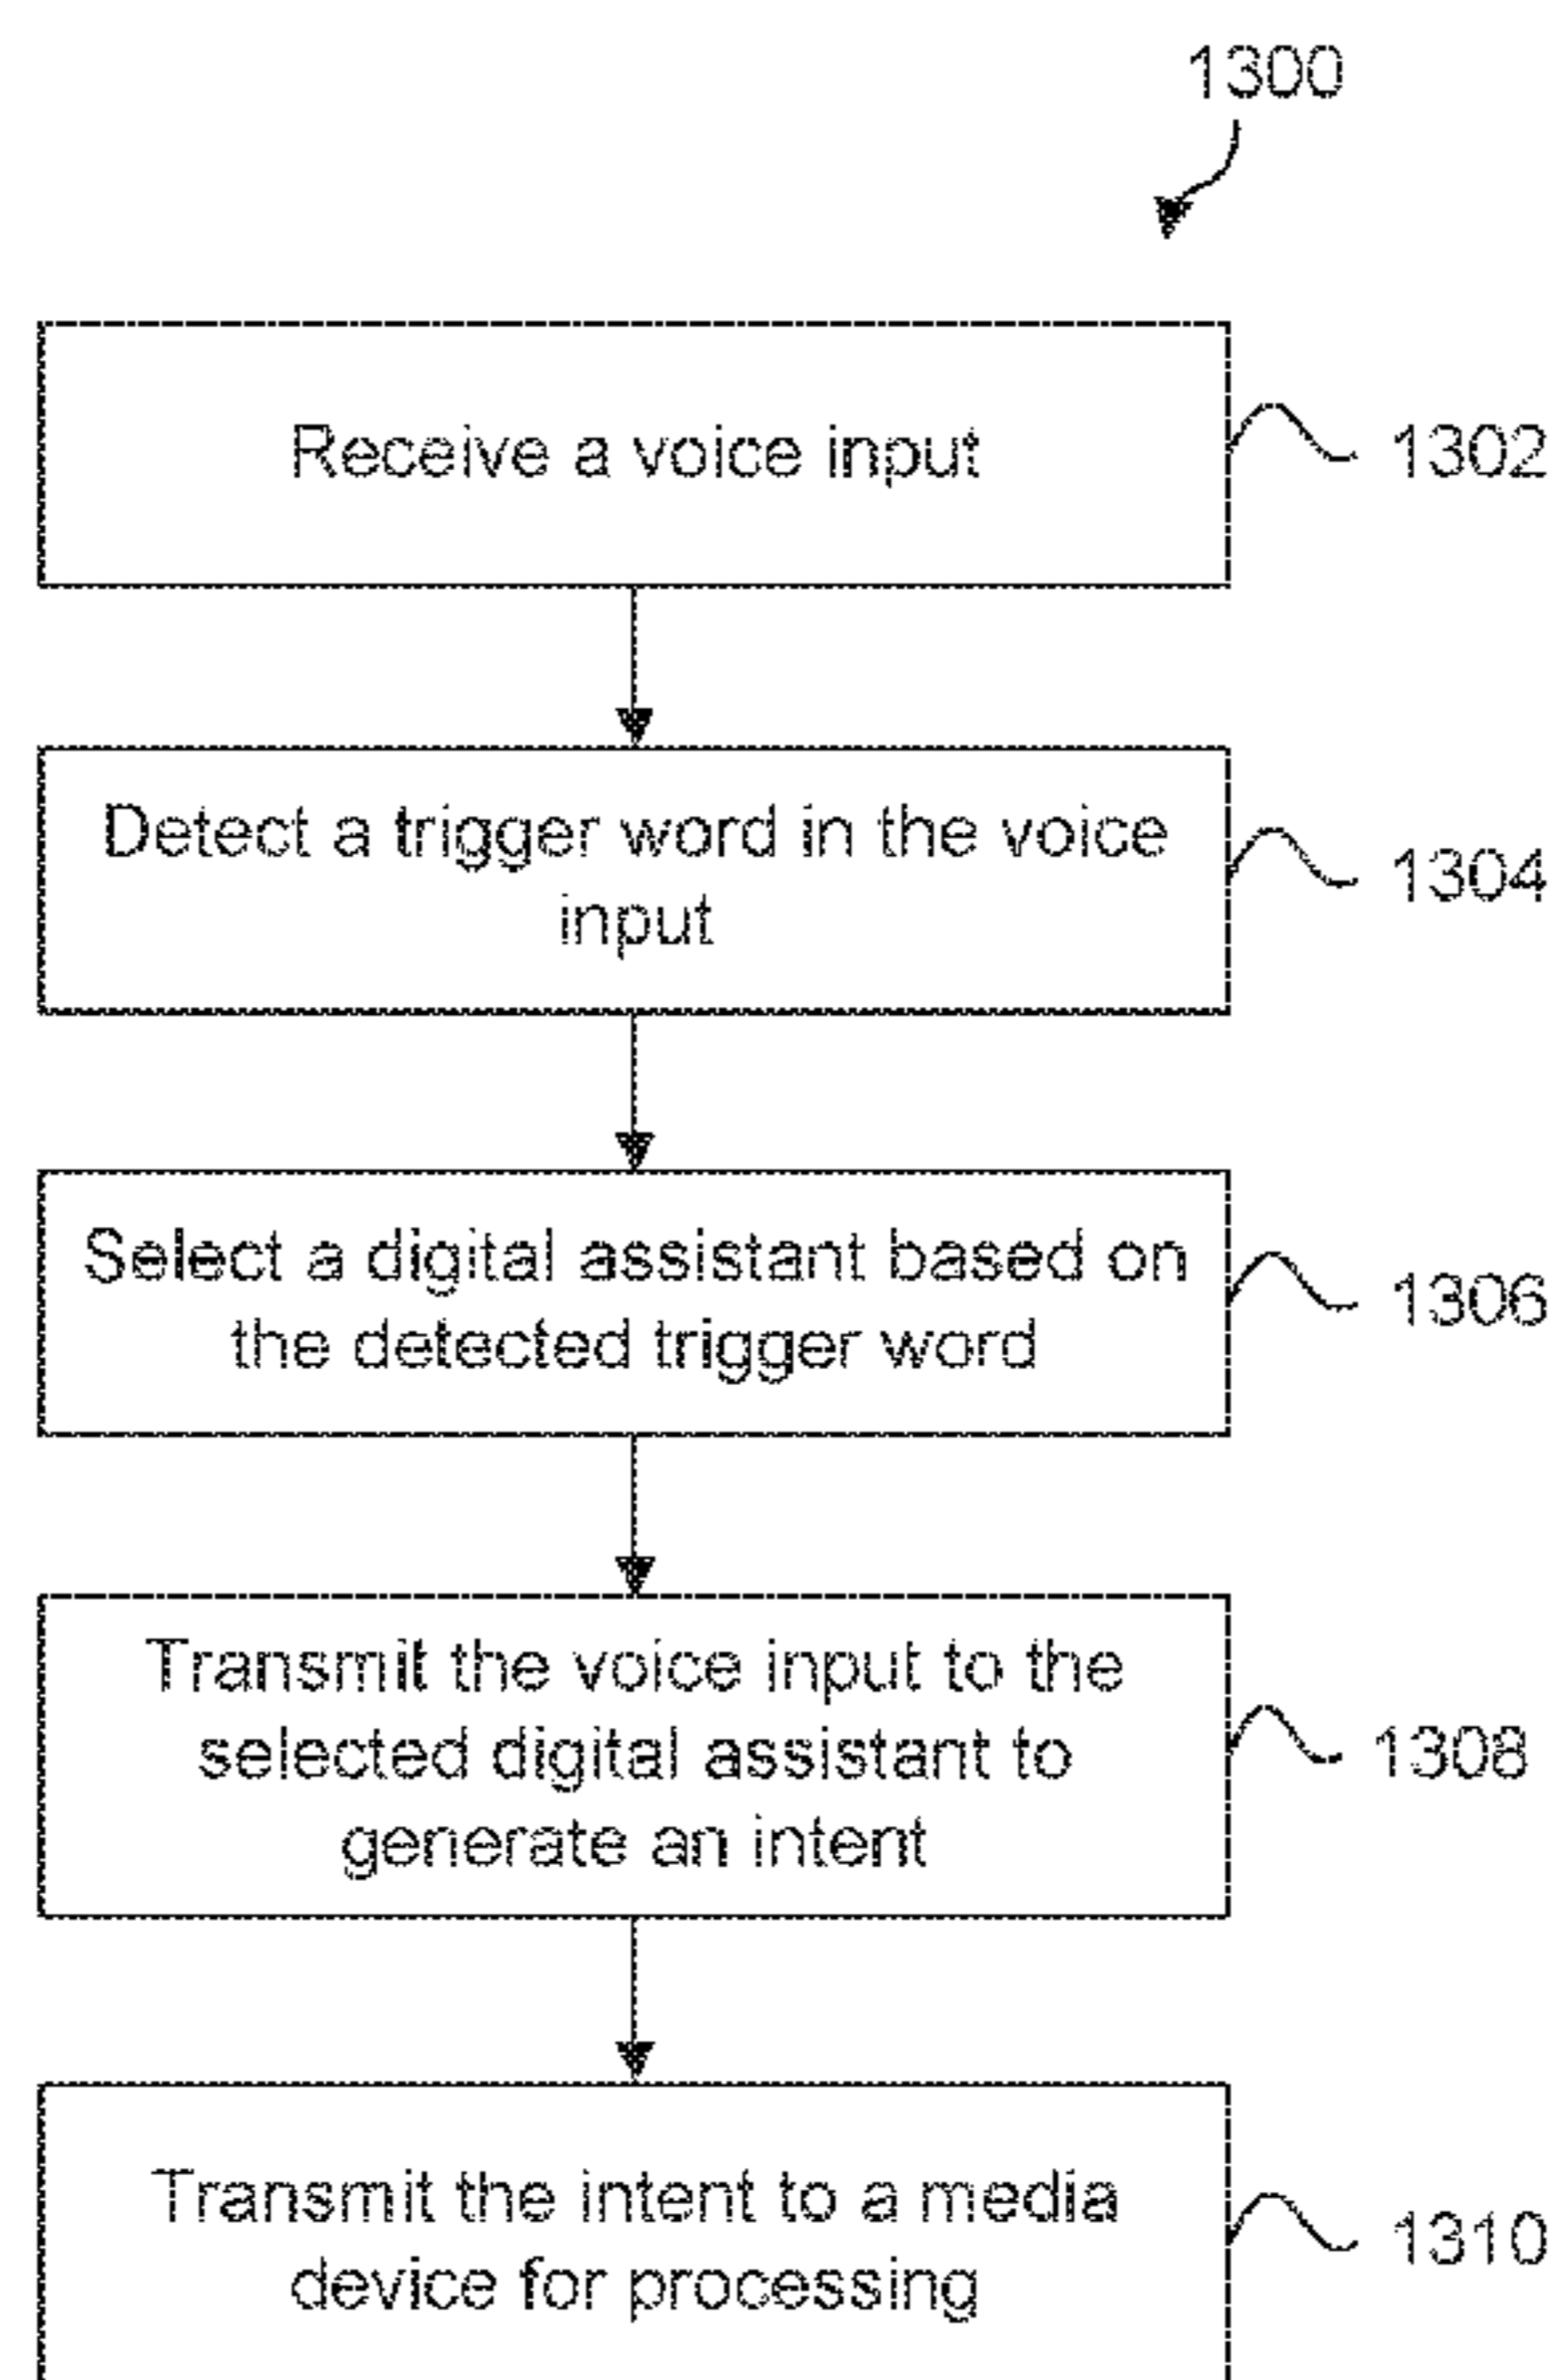 1300
Receive a voice input
1302
Detect a trigger word in the voice
input
1304
Select a digital assistant based on
the detected trigger word
1306
Transmit the voice input to the
selected digital assistant to
generate an intent
1308
Transmit the intent to a media
device for processing
1310